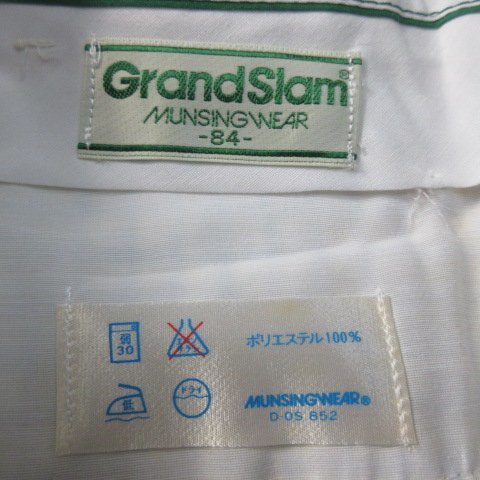 GrandSlam®
MUNSINGWEAR
-84-
弱
30
ポリエステル100%
低
ドライ
MUNSINGWEAR®
D-OS 852